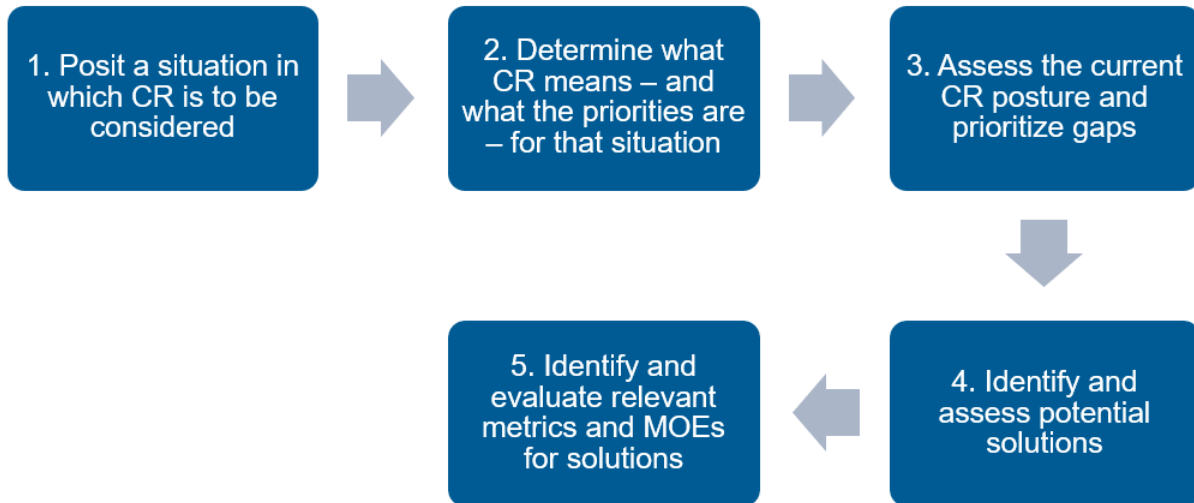 1. Posit a situation in
which CR is to be
considered
2. Determine what
CR means – and
what the priorities are
– for that situation
3. Assess the current
CR posture and
prioritize gaps
4. Identify and
assess potential
solutions
5. Identify and
evaluate relevant
metrics and MOEs
for solutions